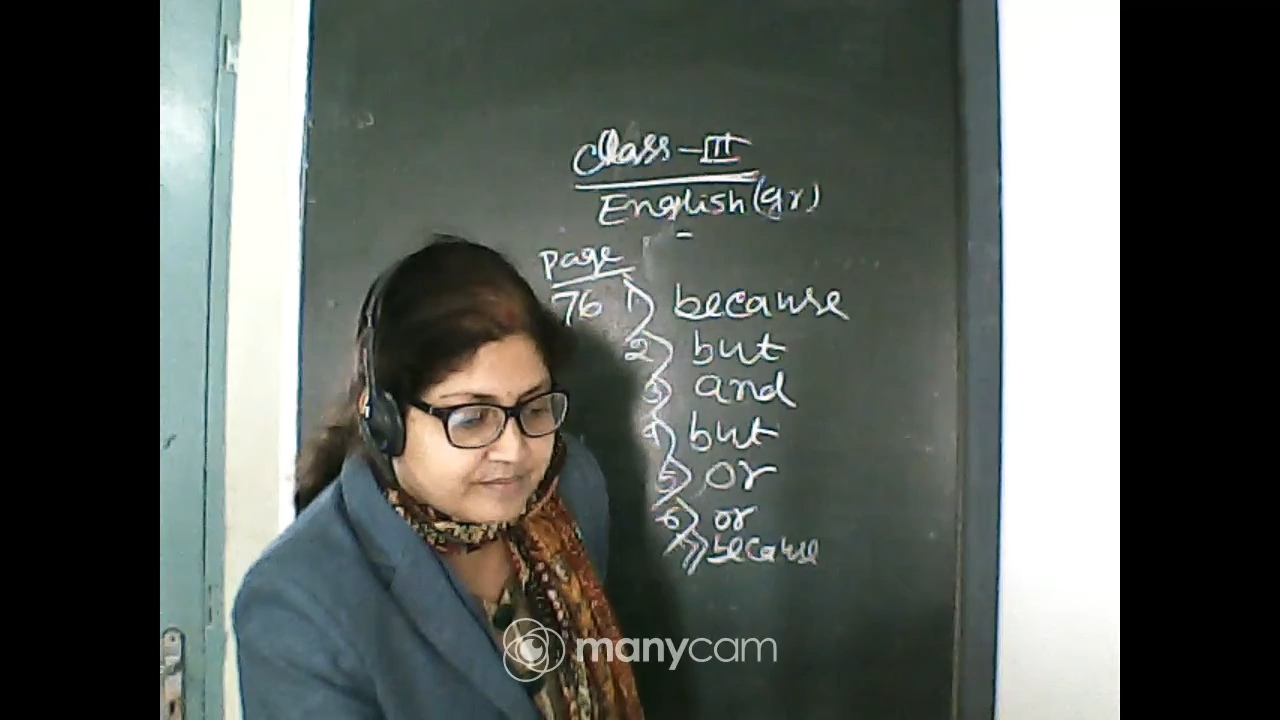 Class - III
English (gr)
Page
76 1) because
2) but
3) and
4) but
5) or
6) or
7) because
manycam